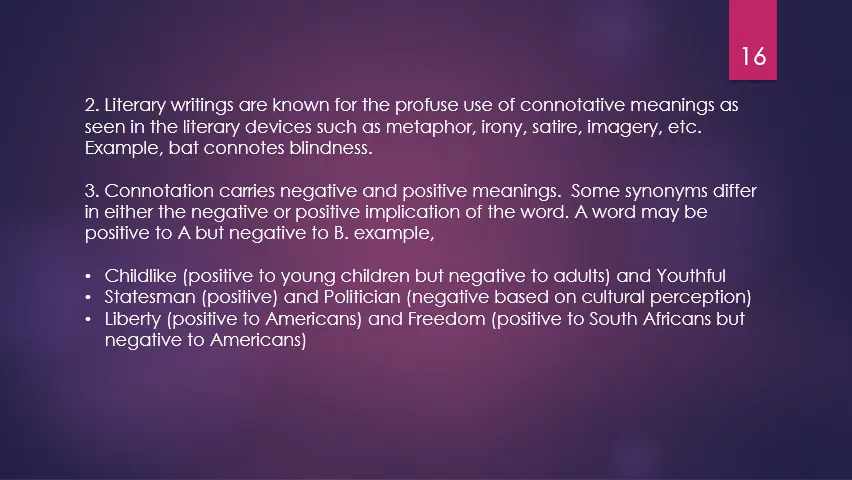 16
2. Literary writings are known for the profuse use of connotative meanings as
seen in the literary devices such as metaphor, irony, satire, imagery, etc.
Example, bat connotes blindness.
3. Connotation carries negative and positive meanings.  Some synonyms differ
in either the negative or positive implication of the word. A word may be
positive to A but negative to B. example,
• Childlike (positive to young children but negative to adults) and Youthful
• Statesman (positive) and Politician (negative based on cultural perception)
• Liberty (positive to Americans) and Freedom (positive to South Africans but
negative to Americans)